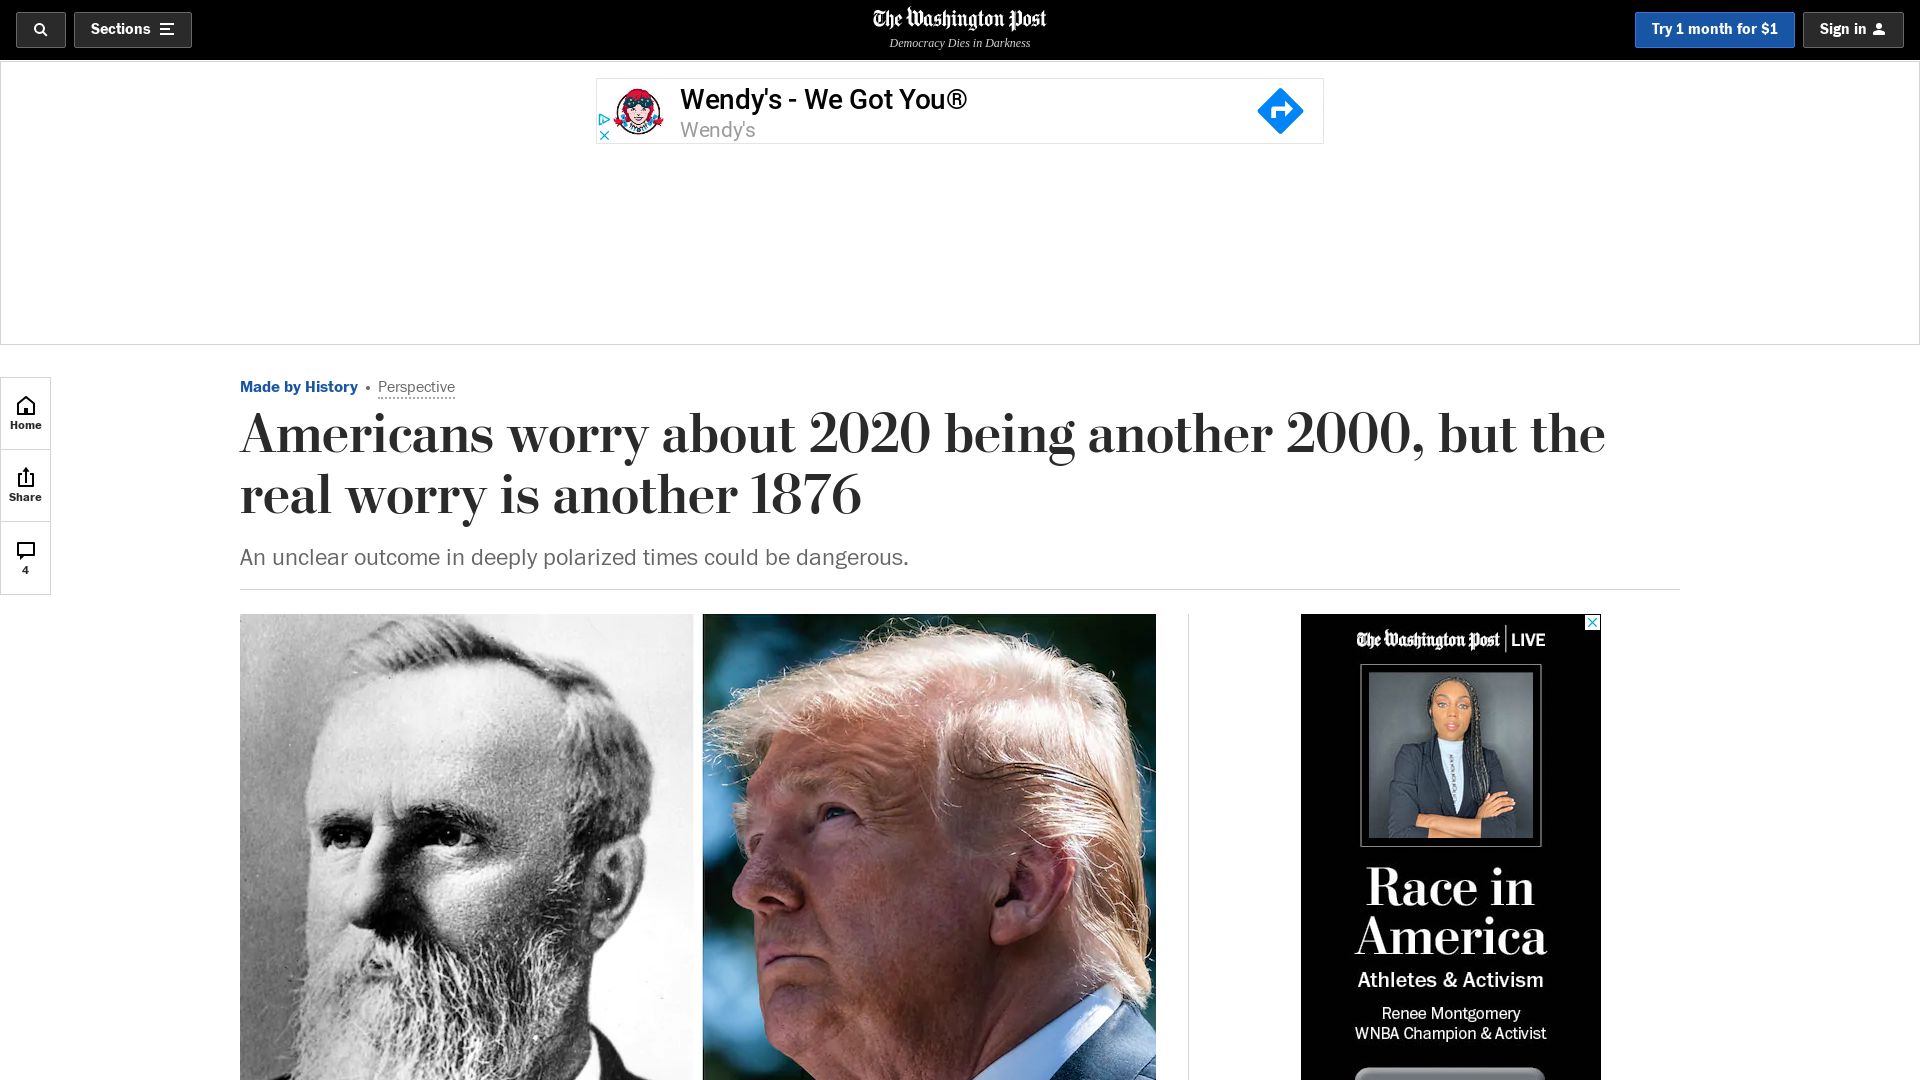 Sections
The Washington Post
Democracy Dies in Darkness
Try 1 month for $1
Sign in
Wendy's - We Got You®
Wendy's
Home
Share
4
Made by History • Perspective
Americans worry about 2020 being another 2000, but the
real worry is another 1876
An unclear outcome in deeply polarized times could be dangerous.
The Washington Post LIVE
Race in
America
Athletes & Activism
Renee Montgomery
WNBA Champion & Activist